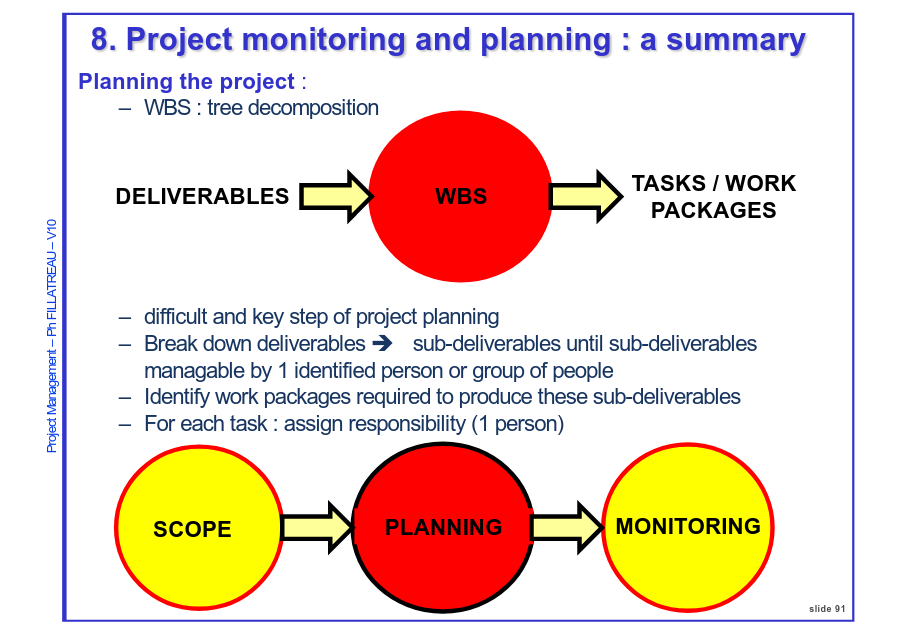 8. Project monitoring and planning : a summary
Planning the project :
– WBS : tree decomposition
DELIVERABLES
WBS
TASKS / WORK
PACKAGES
– difficult and key step of project planning
– Break down deliverables ➔ sub-deliverables until sub-deliverables
managable by 1 identified person or group of people
– Identify work packages required to produce these sub-deliverables
– For each task : assign responsibility (1 person)
SCOPE
PLANNING
MONITORING
Project Management – Ph FILLATREAU – V10
slide 91